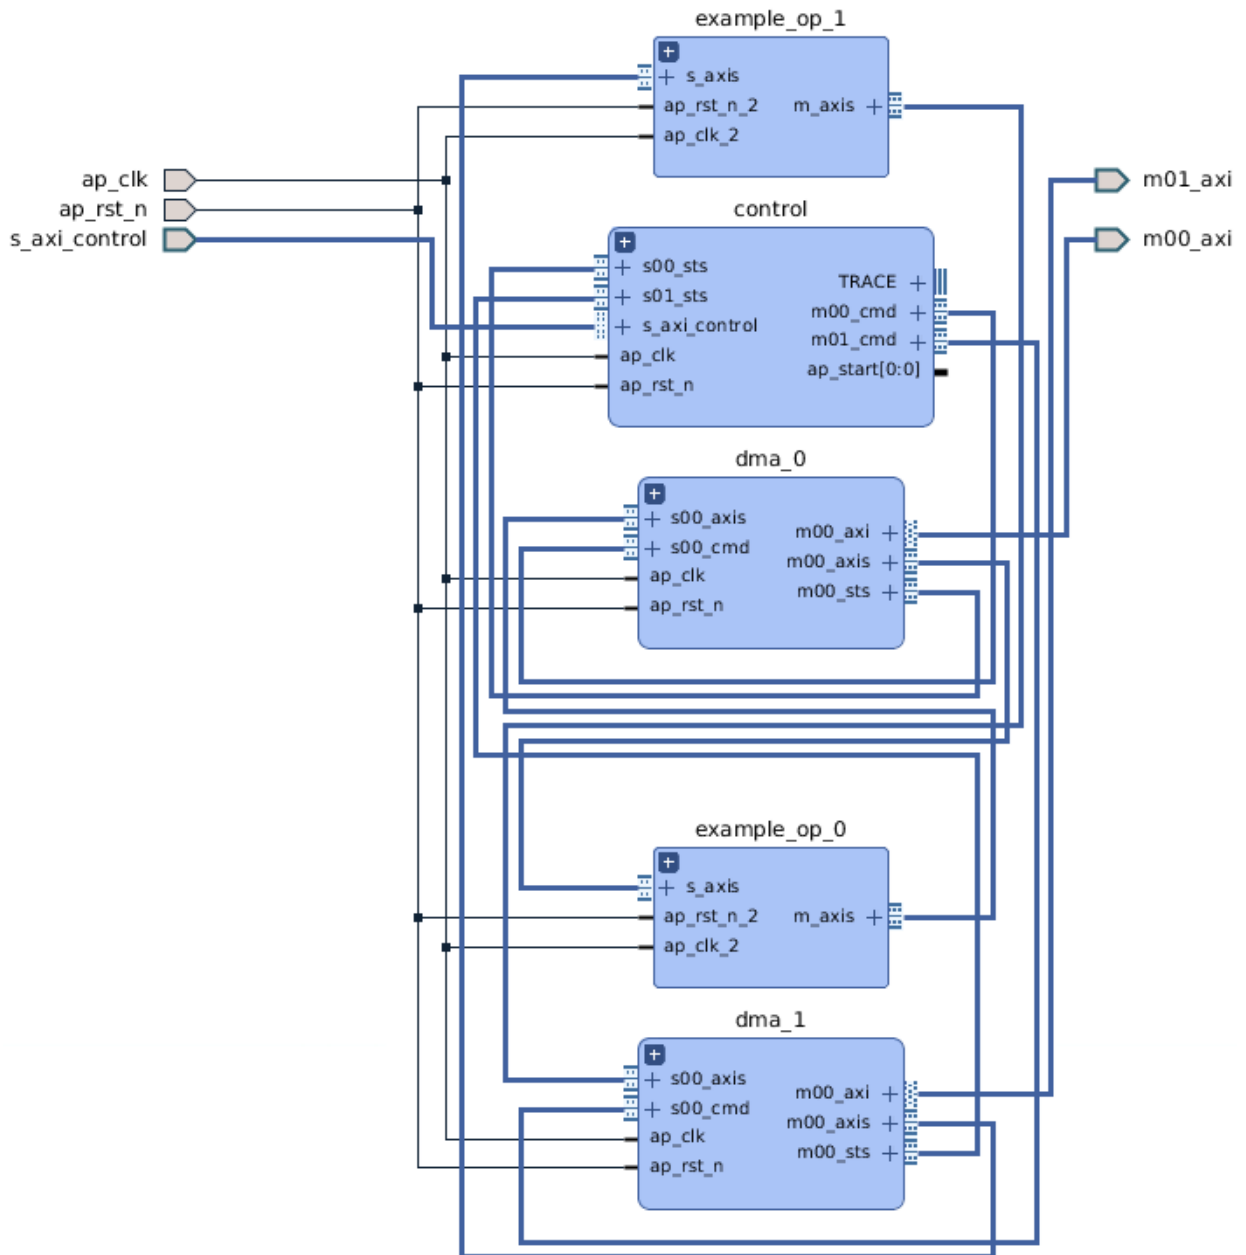 example_op_1
s_axis
ap_rst_n_2
m_axis
ap_clk_2
ap_clk
ap_rst_n
s_axi_control
m01_axi
m00_axi
control
s00_sts
s01_sts
s_axi_control
ap_clk
ap_rst_n
TRACE
m00_cmd
m01_cmd
ap_start[0:0]
dma_0
s00_axis
s00_cmd
ap_clk
ap_rst_n
m00_axi
m00_axis
m00_sts
example_op_0
s_axis
ap_rst_n_2
m_axis
ap_clk_2
dma_1
s00_axis
s00_cmd
ap_clk
ap_rst_n
m00_axi
m00_axis
m00_sts